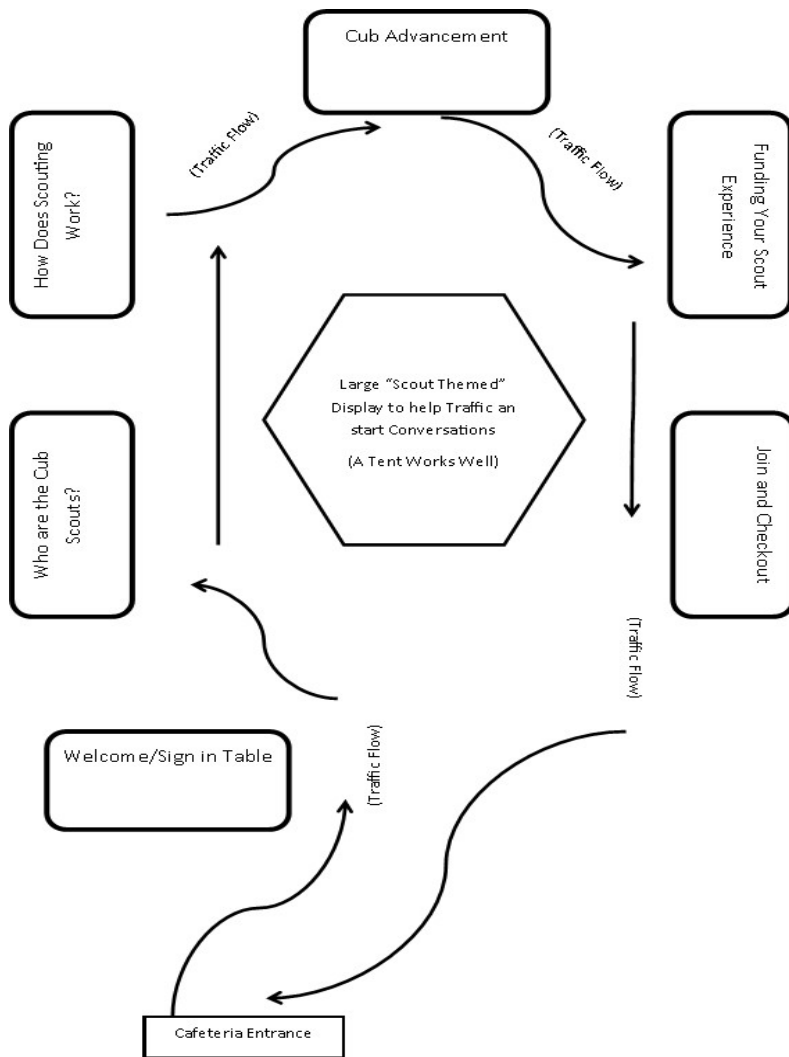 Cub Advancement
(Traffic Flow)
(Traffic Flow)
How Does Scouting
Work?
Funding Your Scout
Experience
Large “Scout Themed”
Display to help Traffic an
start Conversations
(A Tent Works Well)
Who are the Cub
Scouts?
Join and Checkout
(Traffic Flow)
Welcome/Sign in Table
(Traffic Flow)
Cafeteria Entrance